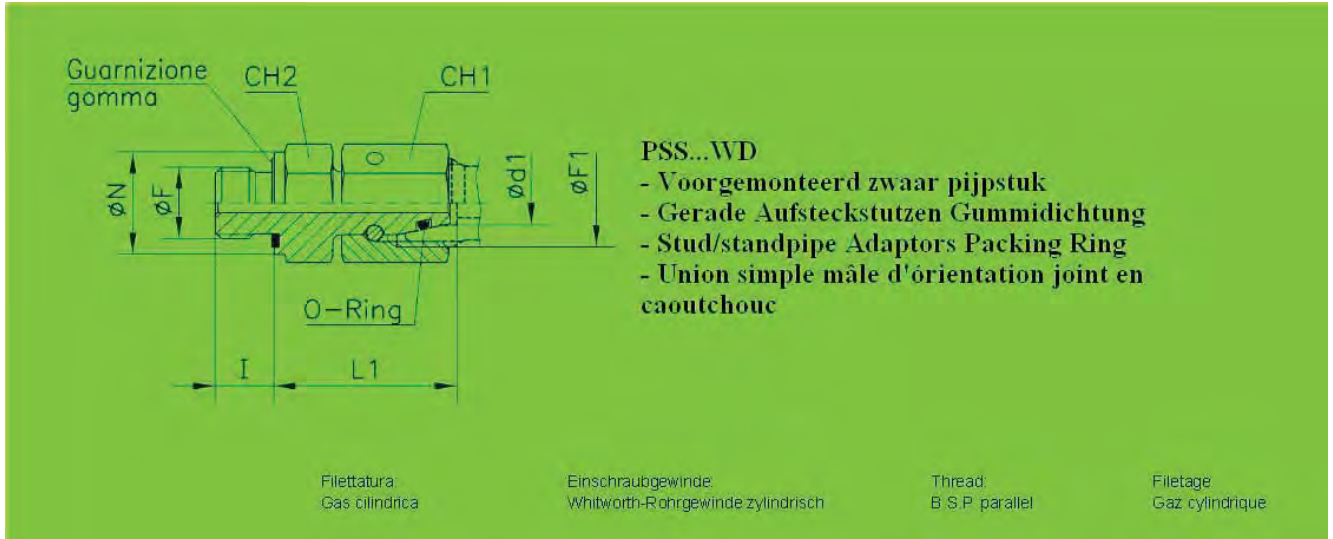 Guarnizione
gomma
CH2
CH1
ØN
ØF
Ød1
ØF1
O-Ring
I
L1
PSS...WD
- Voorgemonteerd zwaar pijpstuk
- Gerade Aufsteckstutzen Gummidichtung
- Stud/standpipe Adaptors Packing Ring
- Union simple mâle d'órientation joint en
caoutchouc
Filettatura:
Gas cilindrica
Einschraubgewinde:
Whitworth-Rohrgewinde zylindrisch
Thread:
B.S.P. parallel
Filetage
Gaz cylindrique